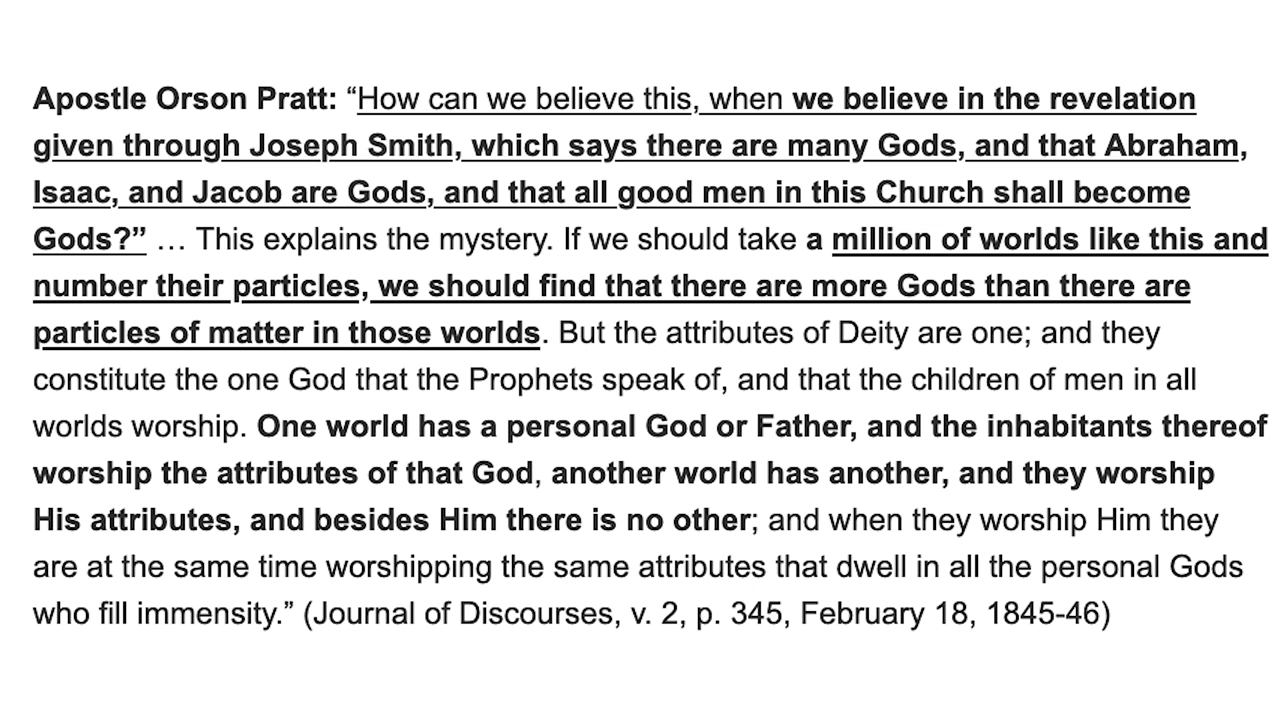 Apostle Orson Pratt: “How can we believe this, when we believe in the revelation
given through Joseph Smith, which says there are many Gods, and that Abraham,
Isaac, and Jacob are Gods, and that all good men in this Church shall become
Gods?” … This explains the mystery. If we should take a million of worlds like this and
number their particles, we should find that there are more Gods than there are
particles of matter in those worlds. But the attributes of Deity are one; and they
constitute the one God that the Prophets speak of, and that the children of men in all
worlds worship. One world has a personal God or Father, and the inhabitants thereof
worship the attributes of that God, another world has another, and they worship
His attributes, and besides Him there is no other; and when they worship Him they
are at the same time worshipping the same attributes that dwell in all the personal Gods
who fill immensity.” (Journal of Discourses, v. 2, p. 345, February 18, 1845-46)